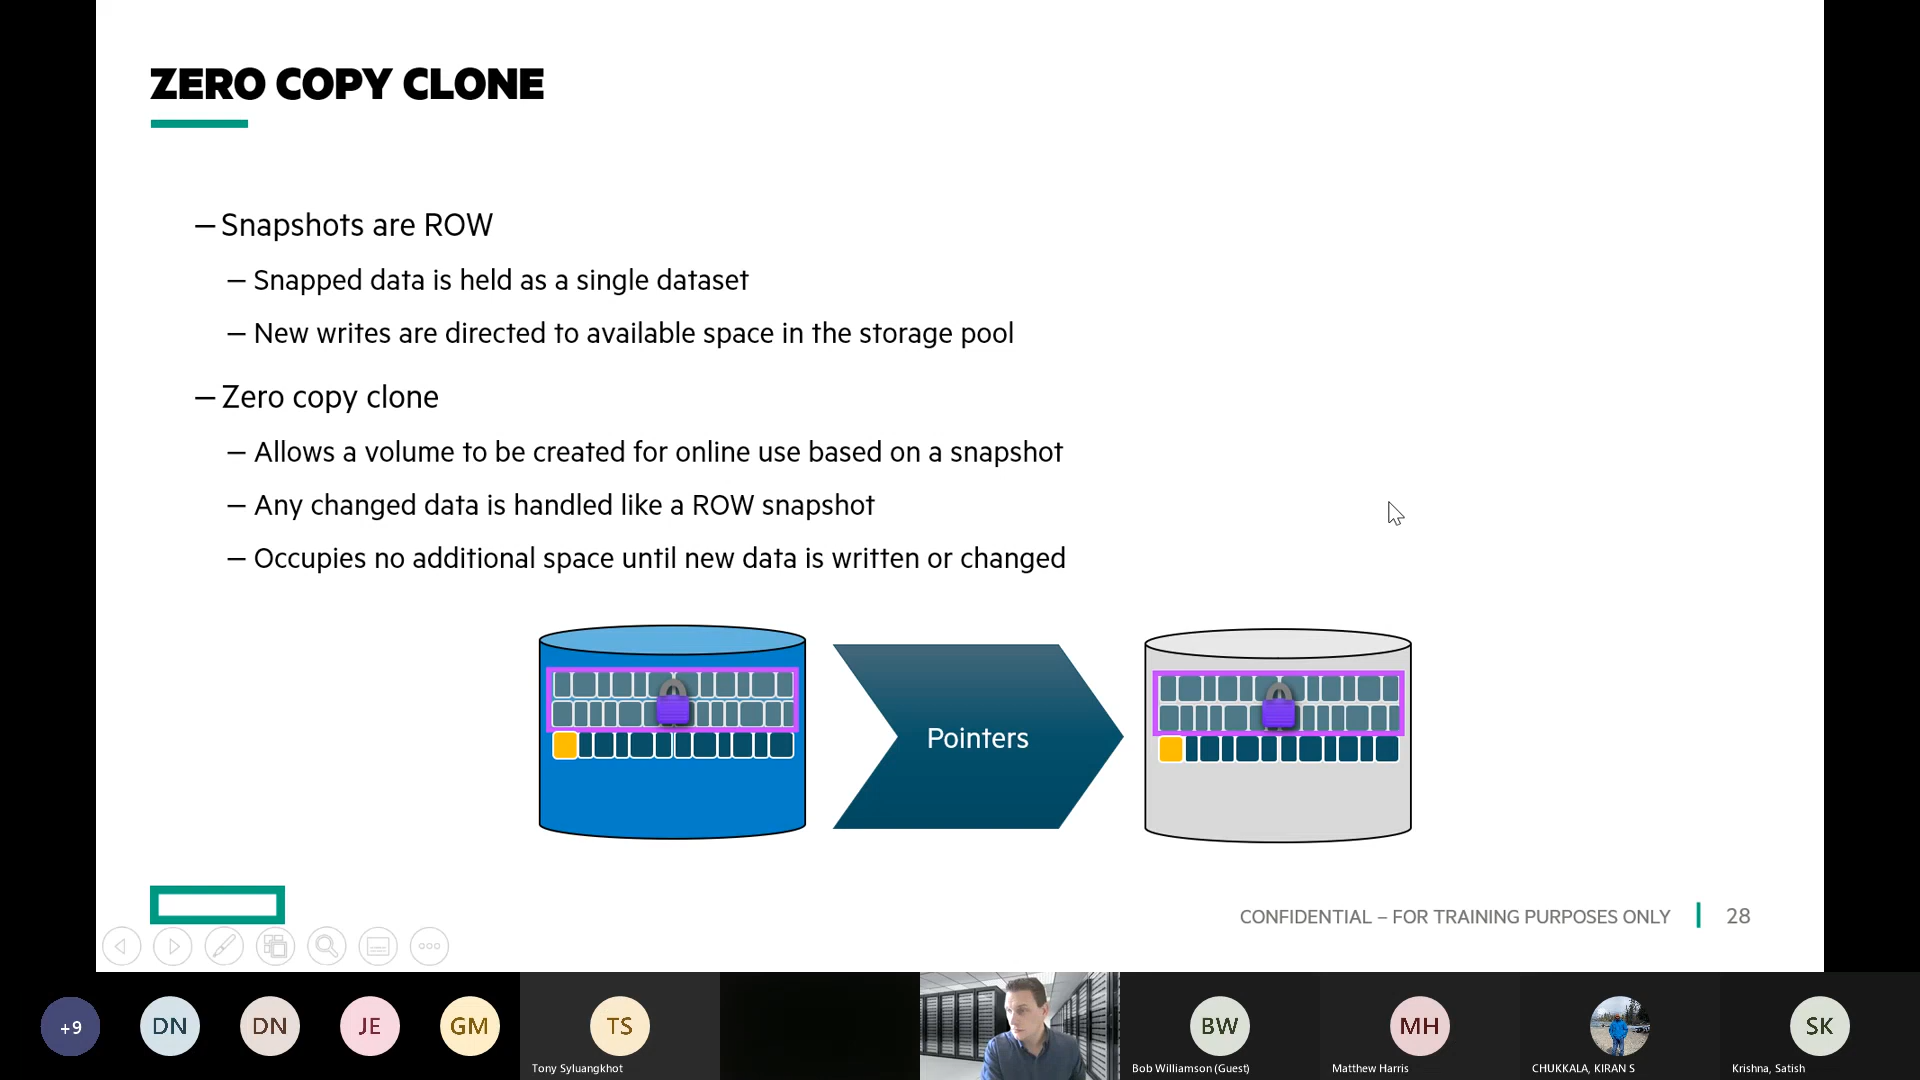 ZERO COPY CLONE
– Snapshots are ROW
– Snapped data is held as a single dataset
– New writes are directed to available space in the storage pool
– Zero copy clone
– Allows a volume to be created for online use based on a snapshot
– Any changed data is handled like a ROW snapshot
– Occupies no additional space until new data is written or changed
Pointers
CONFIDENTIAL – FOR TRAINING PURPOSES ONLY 28
+9 DN DN JE GM TS BW MH SK
Tony Syluangkhot Bob Williamson (Guest) Matthew Harris CHUKKALA, KIRAN S Krishna, Satish